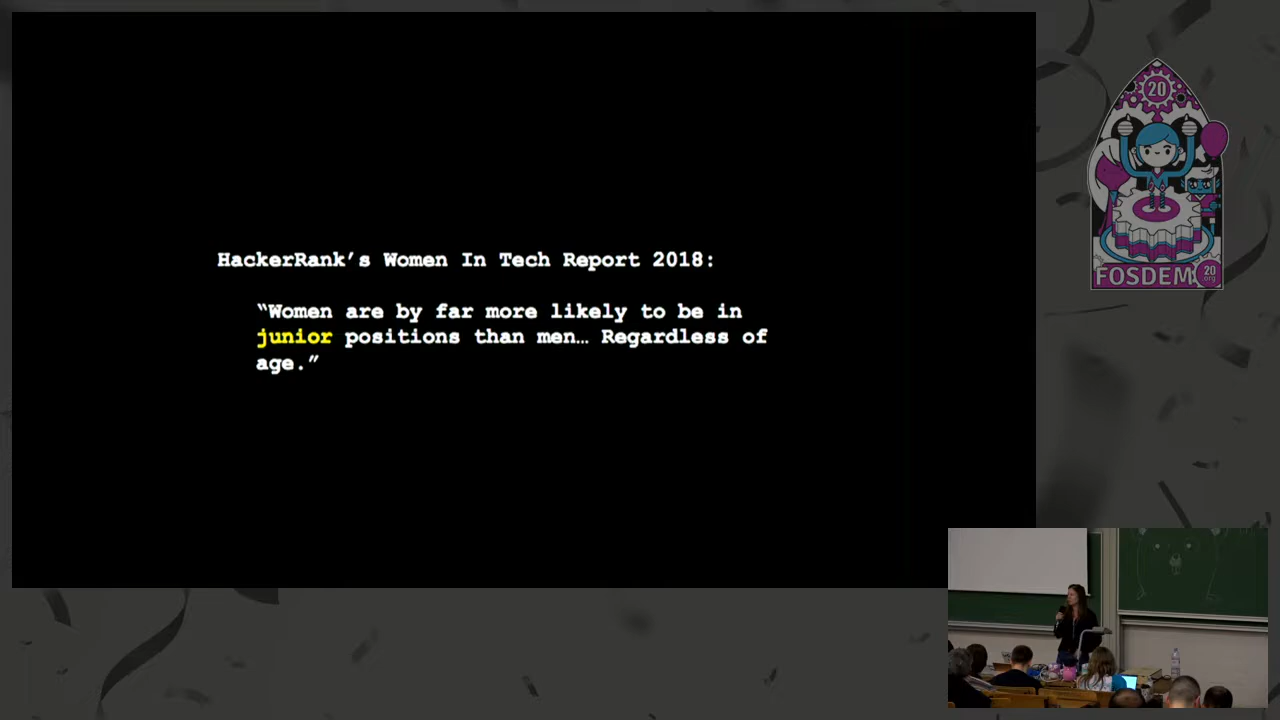 HackerRank’s Women In Tech Report 2018:
“Women are by far more likely to be in
junior positions than men… Regardless of
age.”
20
FOSDEM
20
.org